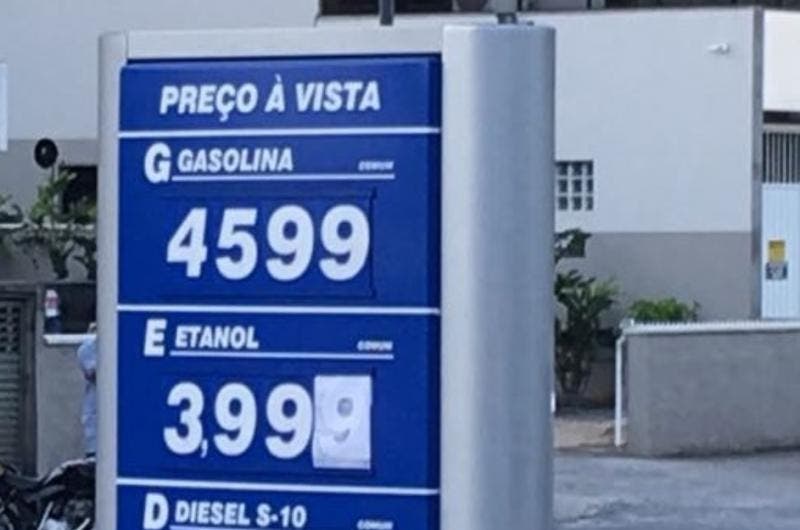 PREÇO À VISTA
G GASOLINA COMUM
4599
E ETANOL COMUM
3,999
D DIESEL S-10 COMUM